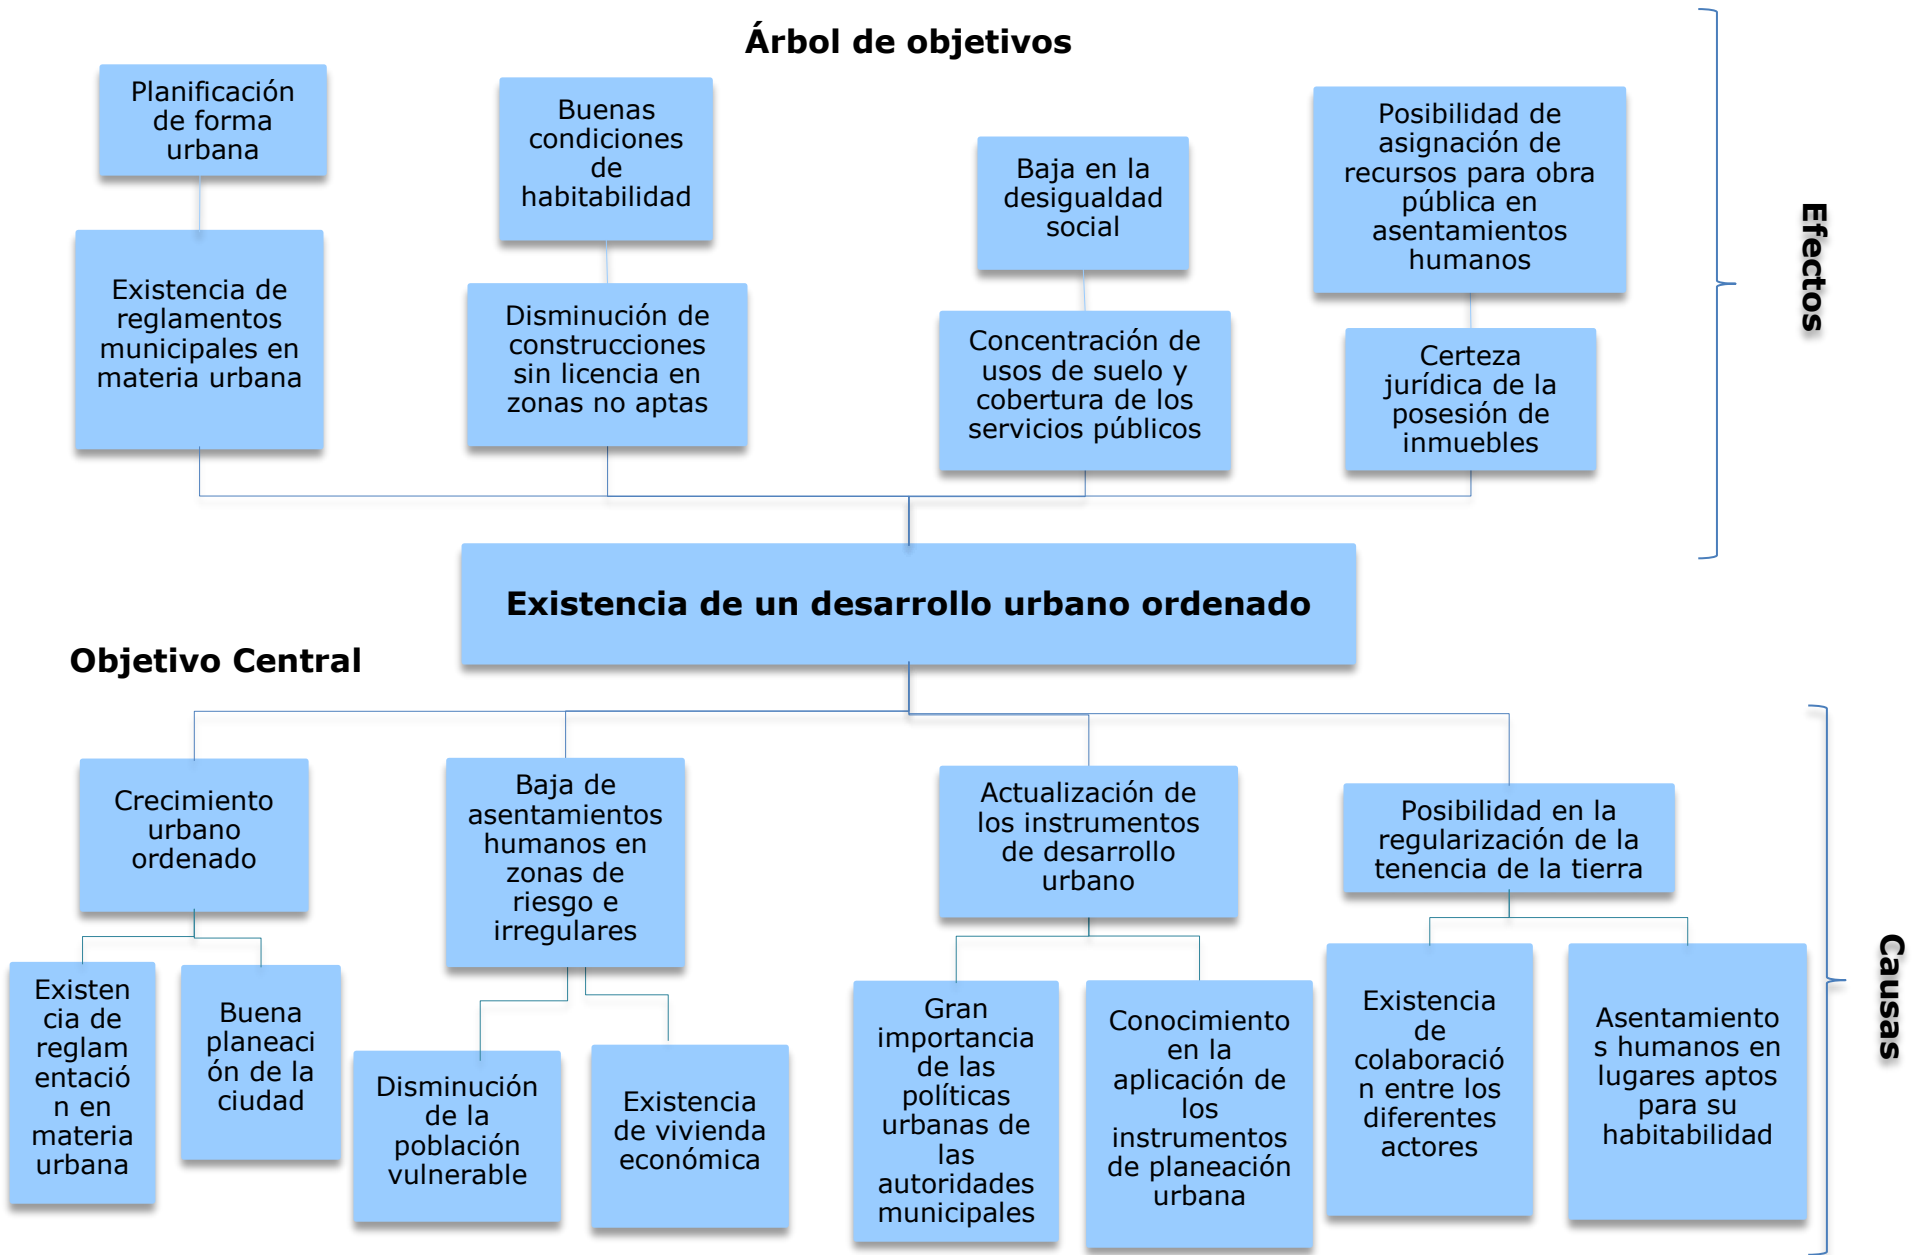 Árbol de objetivos
Planificación
de forma
urbana
Buenas
condiciones
de
habitabilidad
Baja en la
desigualdad
social
Posibilidad de
asignación de
recursos para obra
pública en
asentamientos
humanos
Efectos
Existencia de
reglamentos
municipales en
materia urbana
Disminución de
construcciones
sin licencia en
zonas no aptas
Concentración de
usos de suelo y
cobertura de los
servicios públicos
Certeza
jurídica de la
posesión de
inmuebles
Existencia de un desarrollo urbano ordenado
Objetivo Central
Crecimiento
urbano
ordenado
Baja de
asentamientos
humanos en
zonas de
riesgo e
irregulares
Actualización de
los instrumentos
de desarrollo
urbano
Posibilidad en la
regularización de la
tenencia de la tierra
Causas
Existen
cia de
reglam
entació
n en
materia
urbana
Buena
planeaci
ón de la
ciudad
Disminución
de la
población
vulnerable
Existencia
de vivienda
económica
Gran
importancia
de las
políticas
urbanas de
las
autoridades
municipales
Conocimiento
en la
aplicación de
los
instrumentos
de planeación
urbana
Existencia
de
colaboració
n entre los
diferentes
actores
Asentamiento
s humanos en
lugares aptos
para su
habitabilidad